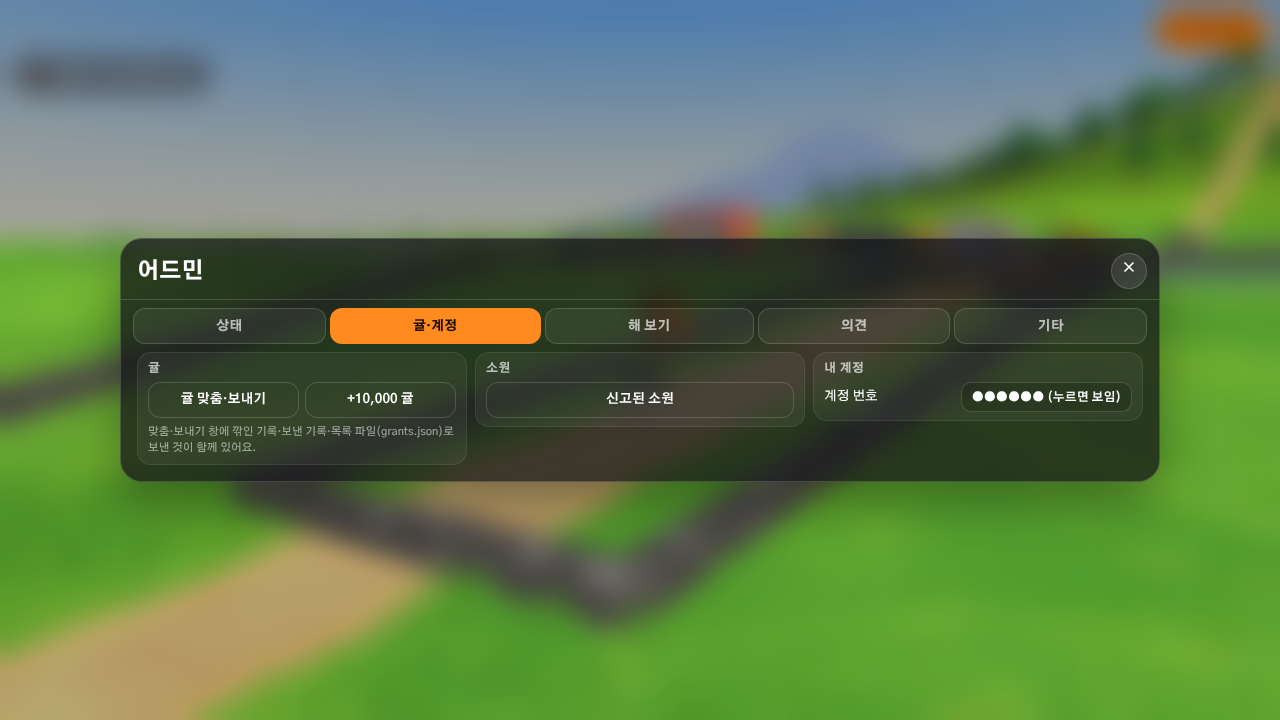 어드민
✕
상태
귤·계정
해 보기
의견
기타
귤
귤 맞춤·보내기
+10,000 귤
맞춤·보내기 창에 깎인 기록·보낸 기록·목록 파일(grants.json)로
보낸 것이 함께 있어요.
소원
신고된 소원
내 계정
계정 번호
●●●●●● (누르면 보임)